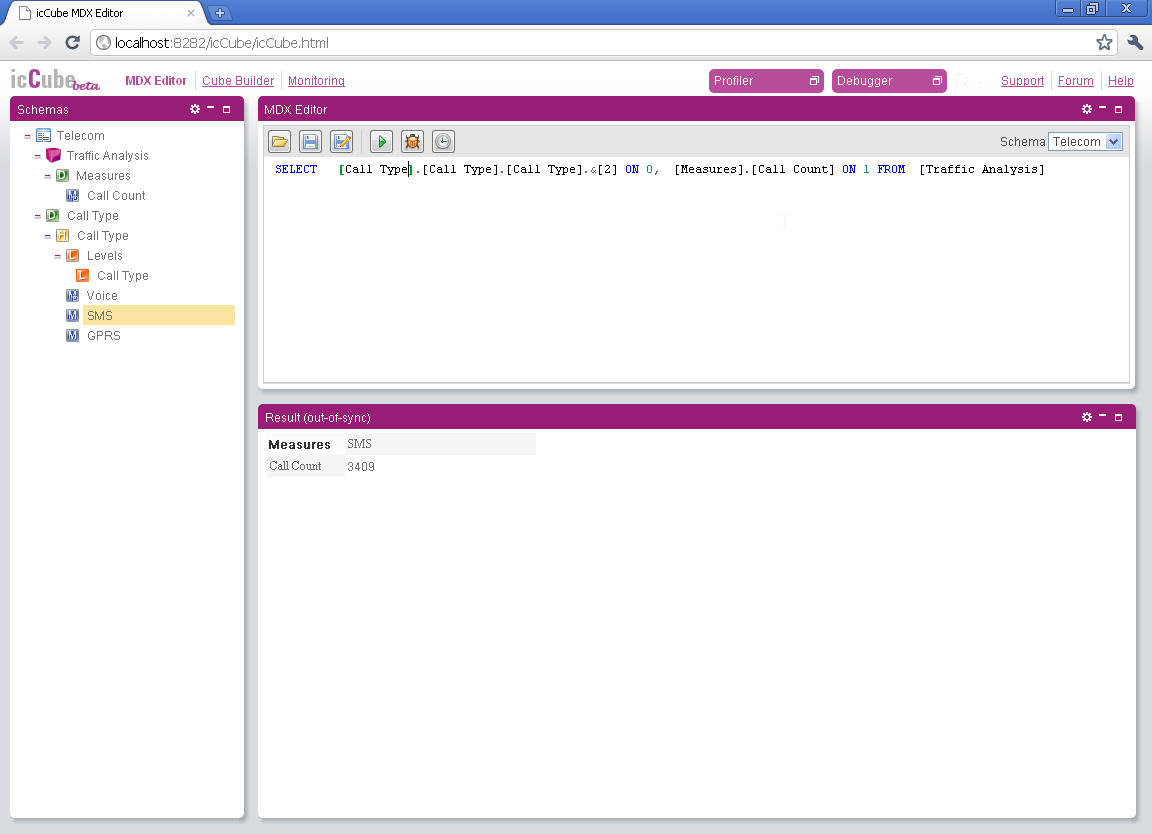 icCube MDX Editor
localhost:8282/icCube/icCube.html
icCube beta MDX Editor Cube Builder Monitoring Profiler Debugger Support Forum Help
Schemas
Telecom
Traffic Analysis
Measures
Call Count
Call Type
Call Type
Levels
Call Type
Voice
SMS
GPRS
MDX Editor
Schema Telecom
SELECT [Call Type].[Call Type].[Call Type].&[2] ON 0, [Measures].[Call Count] ON 1 FROM [Traffic Analysis]
Result (out-of-sync)
Measures SMS
Call Count 3409